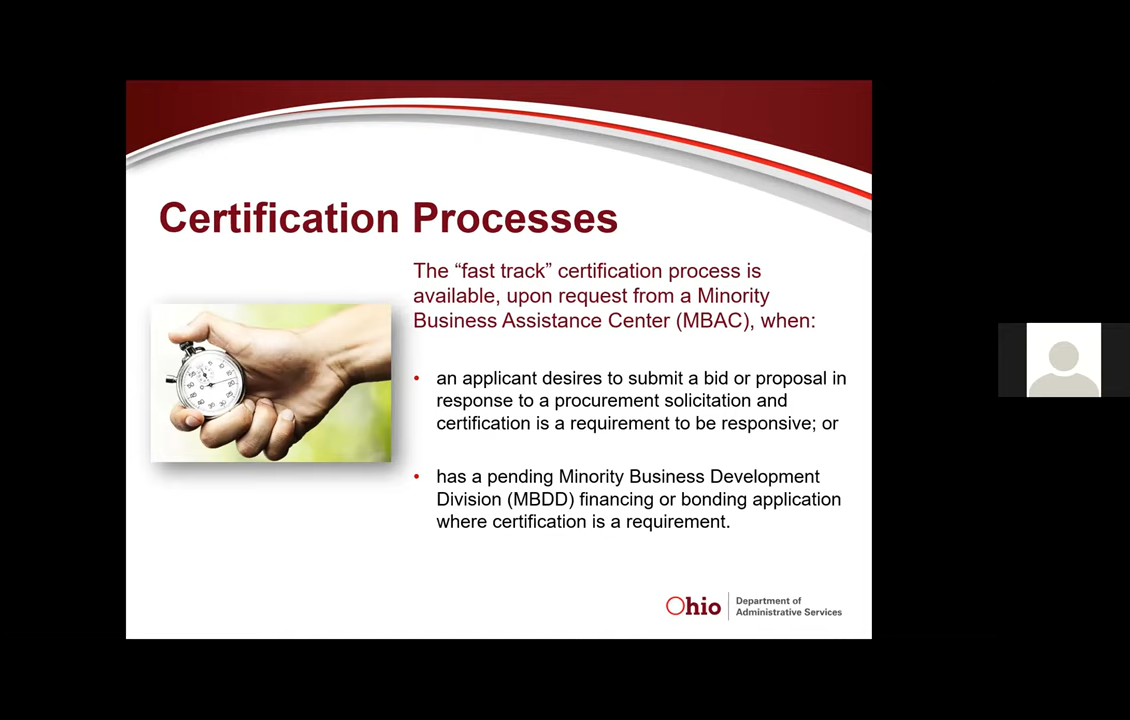 Certification Processes
The “fast track” certification process is
available, upon request from a Minority
Business Assistance Center (MBAC), when:
• an applicant desires to submit a bid or proposal in
response to a procurement solicitation and
certification is a requirement to be responsive; or
• has a pending Minority Business Development
Division (MBDD) financing or bonding application
where certification is a requirement.
Ohio
Department of
Administrative Services